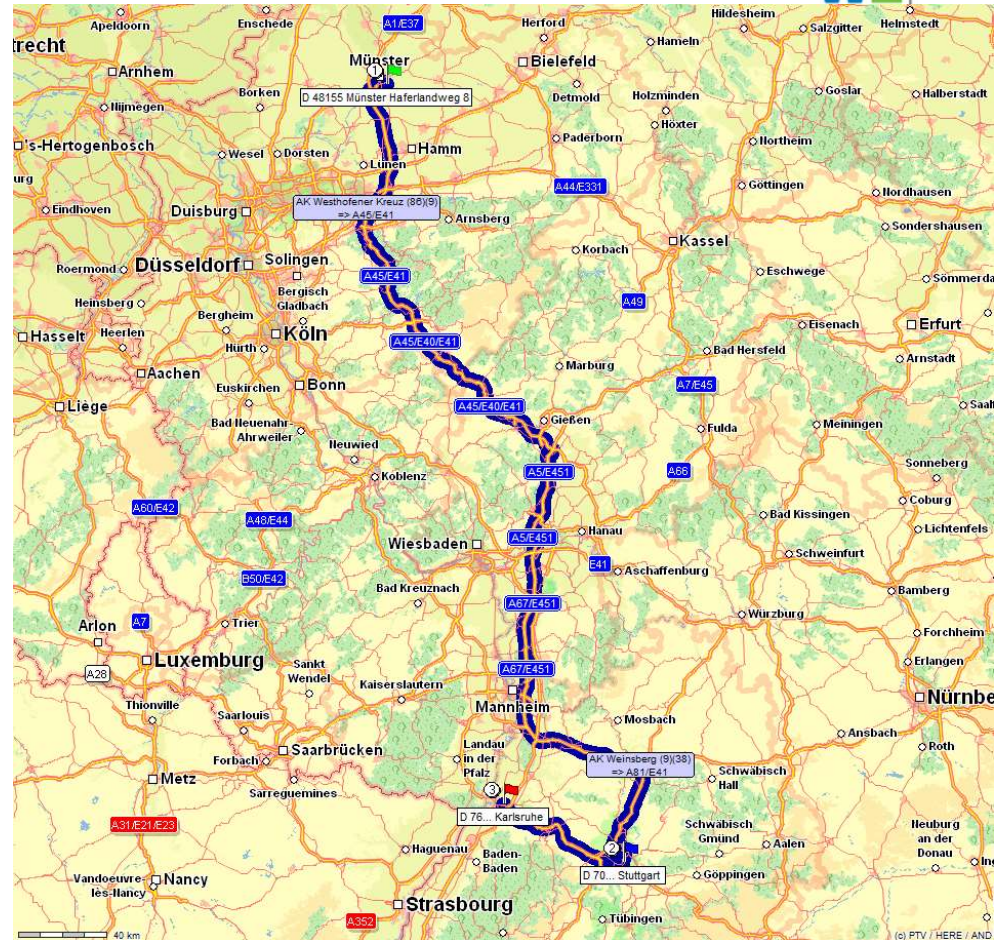 Apeldoorn
Enschede
A1/E37
Herford
Hildesheim
Salzgitter
Helmstedt
trecht
Hameln
Münster
Bielefeld
Arnhem
1
Borken
D 48155 Münster Haferlandweg 8
Detmold
Holzminden
Goslar
Halberstadt
Nijmegen
Höxter
's-Hertogenbosch
Wesel
Dorsten
Lünen
Hamm
Paderborn
Northeim
urg
A44/E331
Göttingen
Nordhausen
Eindhoven
Duisburg
AK Westhofener Kreuz (86)(9)
=> A45/E41
Arnsberg
Sondershausen
Kassel
Korbach
Düsseldorf
Solingen
Roermond
A45/E41
Eschwege
Sömmerda
Heinsberg
Bergisch
Gladbach
A49
Bergheim
Eisenach
Erfurt
Hasselt
Heerlen
Köln
Hürth
A45/E40/E41
Bad Hersfeld
Arnstadt
Aachen
Marburg
Euskirchen
Bonn
A7/E45
Liège
A45/E40/E41
Saal
Bad Neuenahr-
Ahrweiler
Gießen
Fulda
Meiningen
Neuwied
Sonneberg
Koblenz
A5/E451
A66
A60/E42
A48/E44
Coburg
Bad Kissingen
Lichtenfels
Wiesbaden
A5/E451
Hanau
Schweinfurt
E41
Aschaffenburg
B50/E42
Bad Kreuznach
Bamberg
A67/E451
Würzburg
Arlon
A7
Trier
Forchheim
Luxemburg
A28
Sankt
Wendel
A67/E451
Erlangen
Kaiserslautern
Thionville
Mannheim
Nürnbe
Saarlouis
Mosbach
Ansbach
Saarbrücken
Landau
in der
Pfalz
Roth
Forbach
AK Weinsberg (9)(38)
=> A81/E41
Schwäbisch
Hall
Metz
Sarreguemines
3
D 76... Karlsruhe
A31/E21/E23
Schwäbisch
Gmünd
Neuburg
an der
Donau
Haguenau
2
Aalen
Baden-
Baden
D 70... Stuttgart
Göppingen
Ing
Vandoeuvre-
lès-Nancy
Nancy
Strasbourg
A352
Tübingen
40 km
(c) PTV / HERE / AND